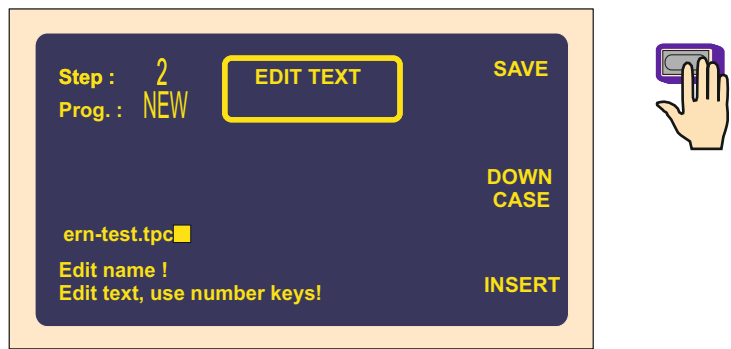 Step : 2 EDIT TEXT SAVE
Prog. : NEW
DOWN
CASE
ern-test.tpc
Edit name !
Edit text, use number keys! INSERT